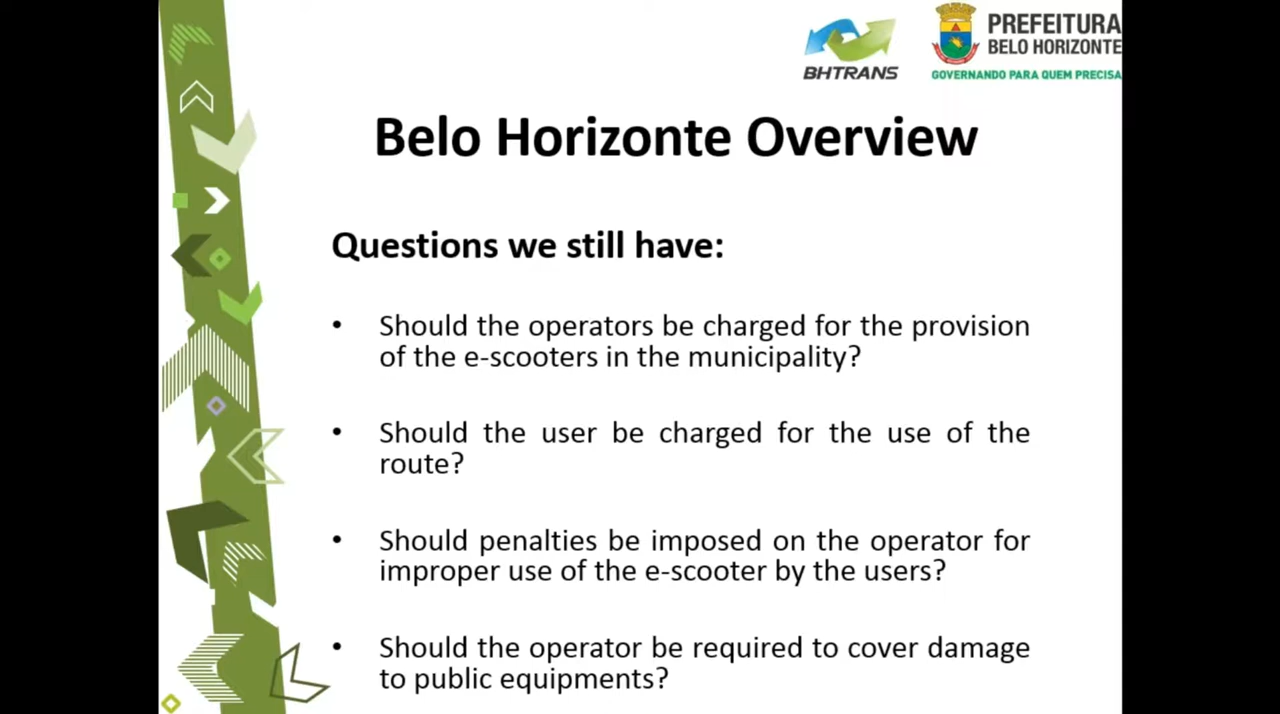 BHTRANS
PREFEITURA
BELO HORIZONTE
GOVERNANDO PARA QUEM PRECISA
Belo Horizonte Overview
Questions we still have:
• Should the operators be charged for the provision
of the e-scooters in the municipality?
• Should the user be charged for the use of the
route?
• Should penalties be imposed on the operator for
improper use of the e-scooter by the users?
• Should the operator be required to cover damage
to public equipments?